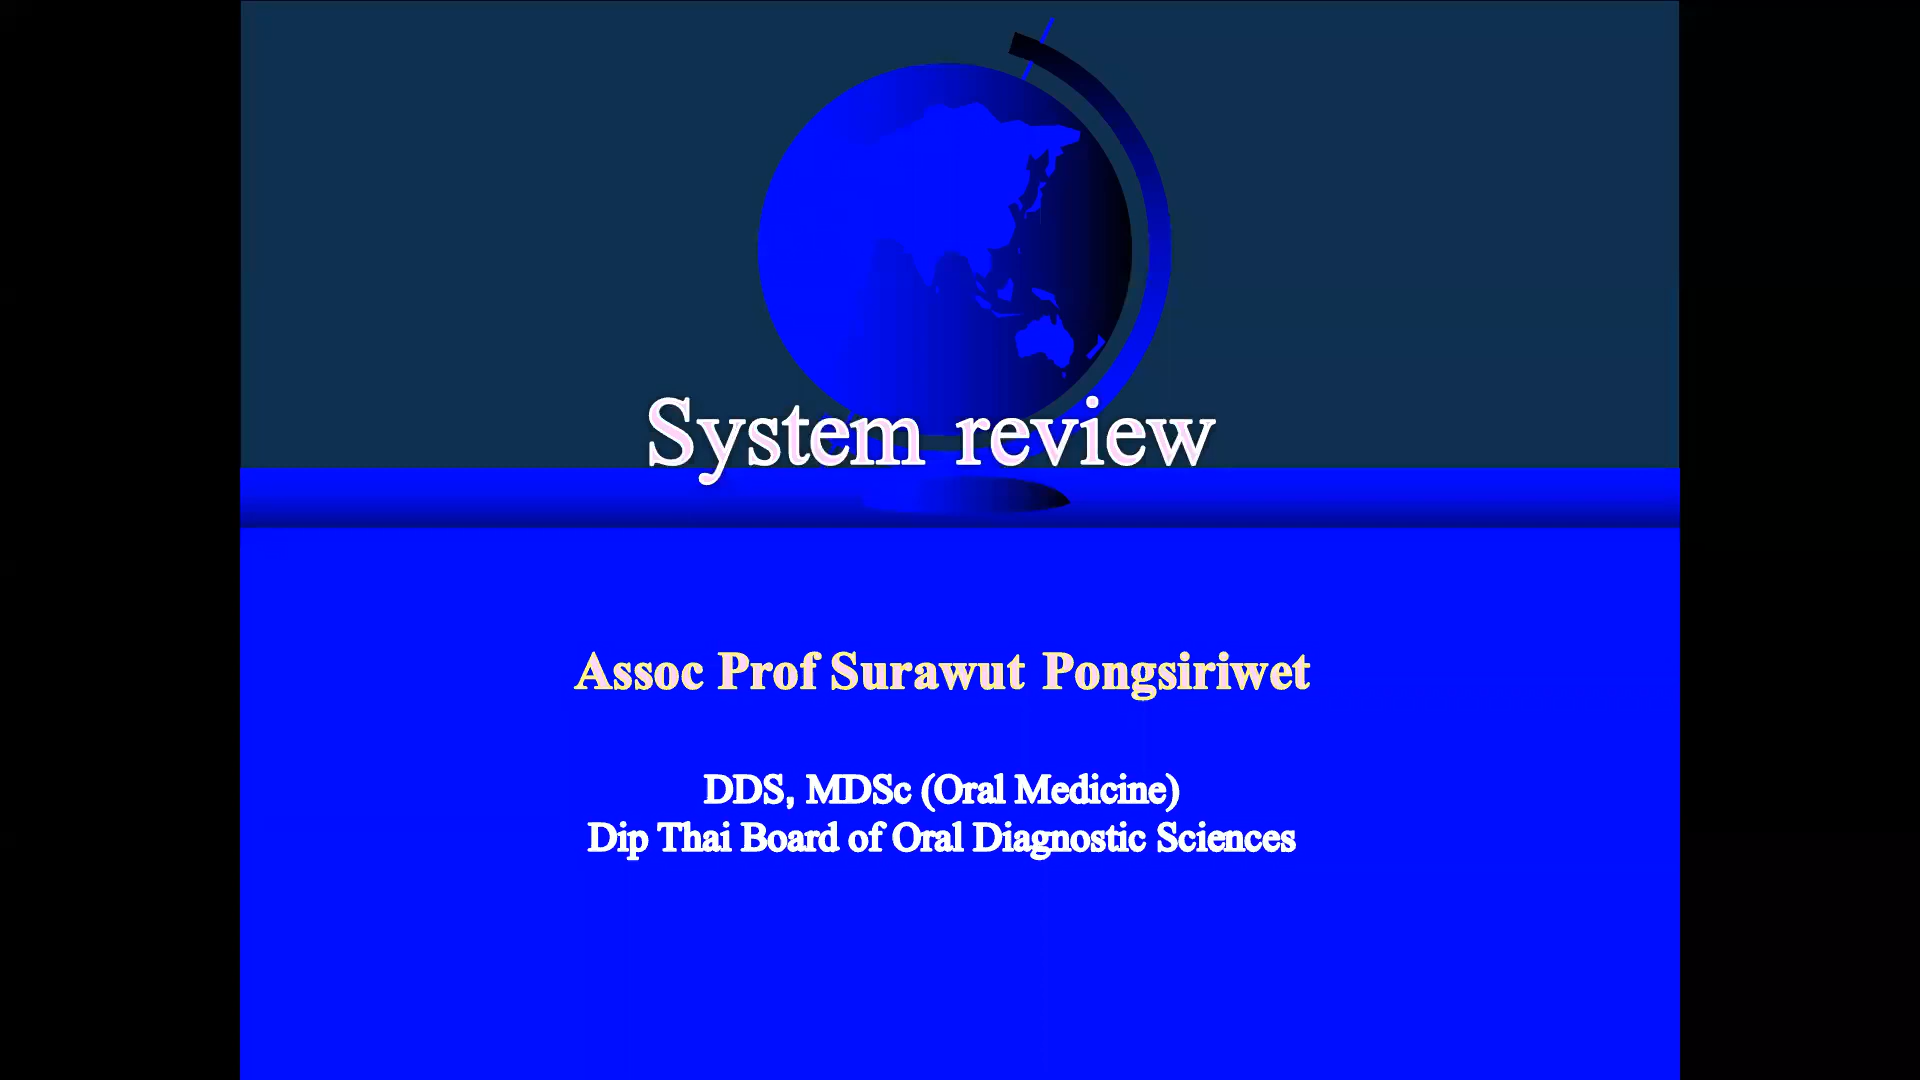 System review
Assoc Prof Surawut Pongsiriwet
DDS, MDSc (Oral Medicine)
Dip Thai Board of Oral Diagnostic Sciences